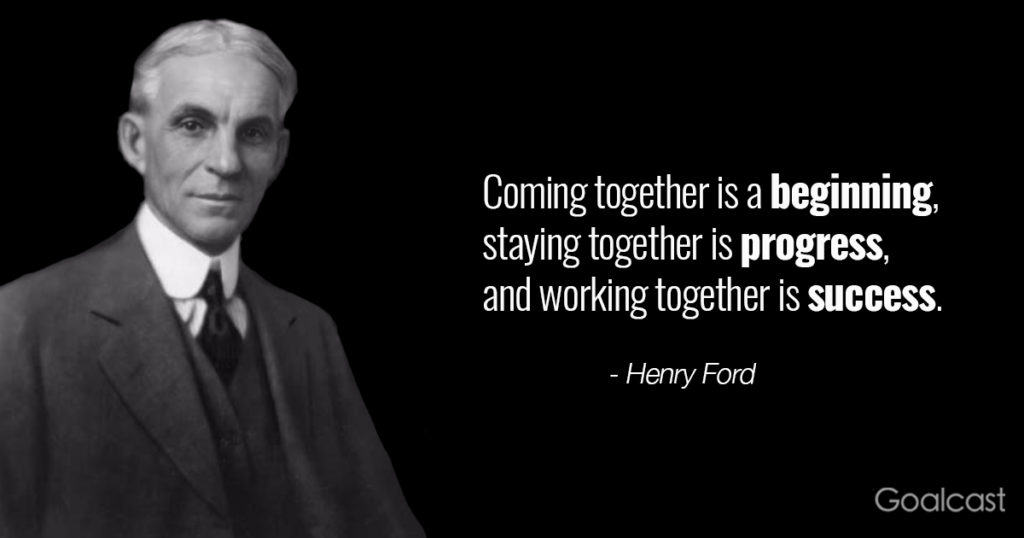 Coming together is a beginning,
staying together is progress,
and working together is success.
- Henry Ford
Goalcast